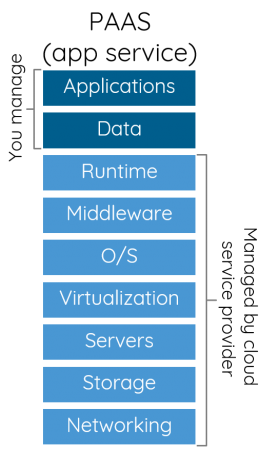 PAAS
(app service)
You manage
Applications
Data
Runtime
Middleware
O/S
Virtualization
Servers
Storage
Networking
Managed by cloud
service provider